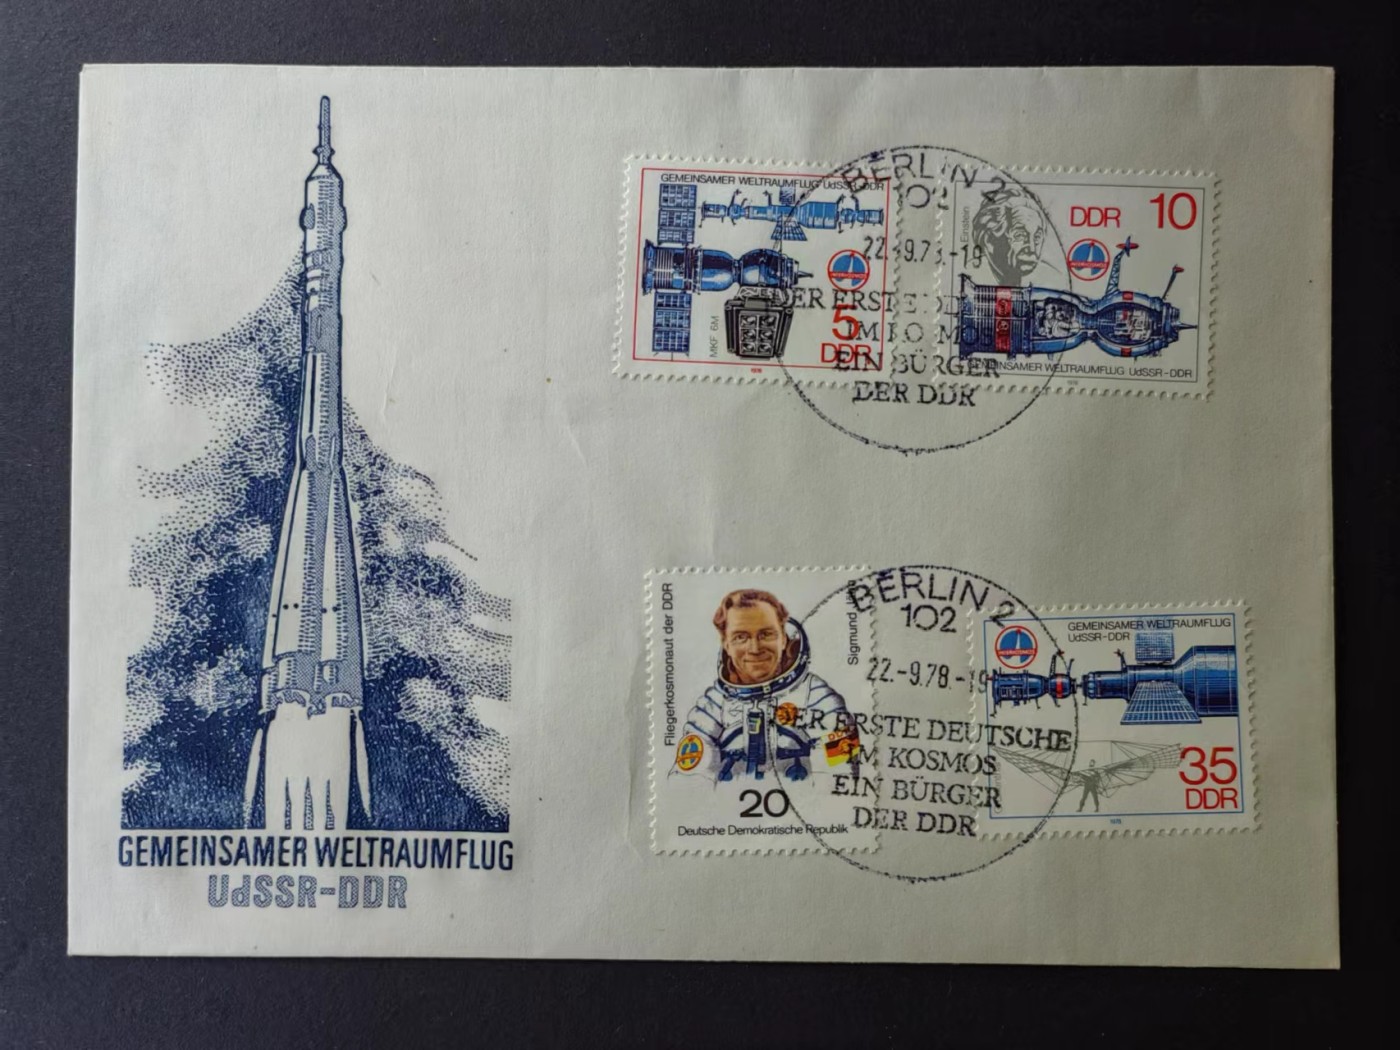 GEMEINSAMER WELTRAUMFLUG
UdSSR-DDR
GEMEINSAMER WELTRAUMFLUG UdSSR-DDR
INTERKOSMOS
MKF 6M
5
DDR
1978
Einstein
DDR 10
INTERKOSMOS
GEMEINSAMER WELTRAUMFLUG UdSSR-DDR
1978
BERLIN 2
102
22.-9.78.-19
DER ERSTE
IM KOSMOS
EIN BÜRGER
DER DDR
Fliegerkosmonaut der DDR
Sigmund
20
Deutsche Demokratische Republik
BERLIN 2
102
22.-9.78.-19
DER ERSTE DEUTSCHE
IM KOSMOS
EIN BÜRGER
DER DDR
GEMEINSAMER WELTRAUMFLUG
UdSSR-DDR
INTERKOSMOS
35
DDR
1978